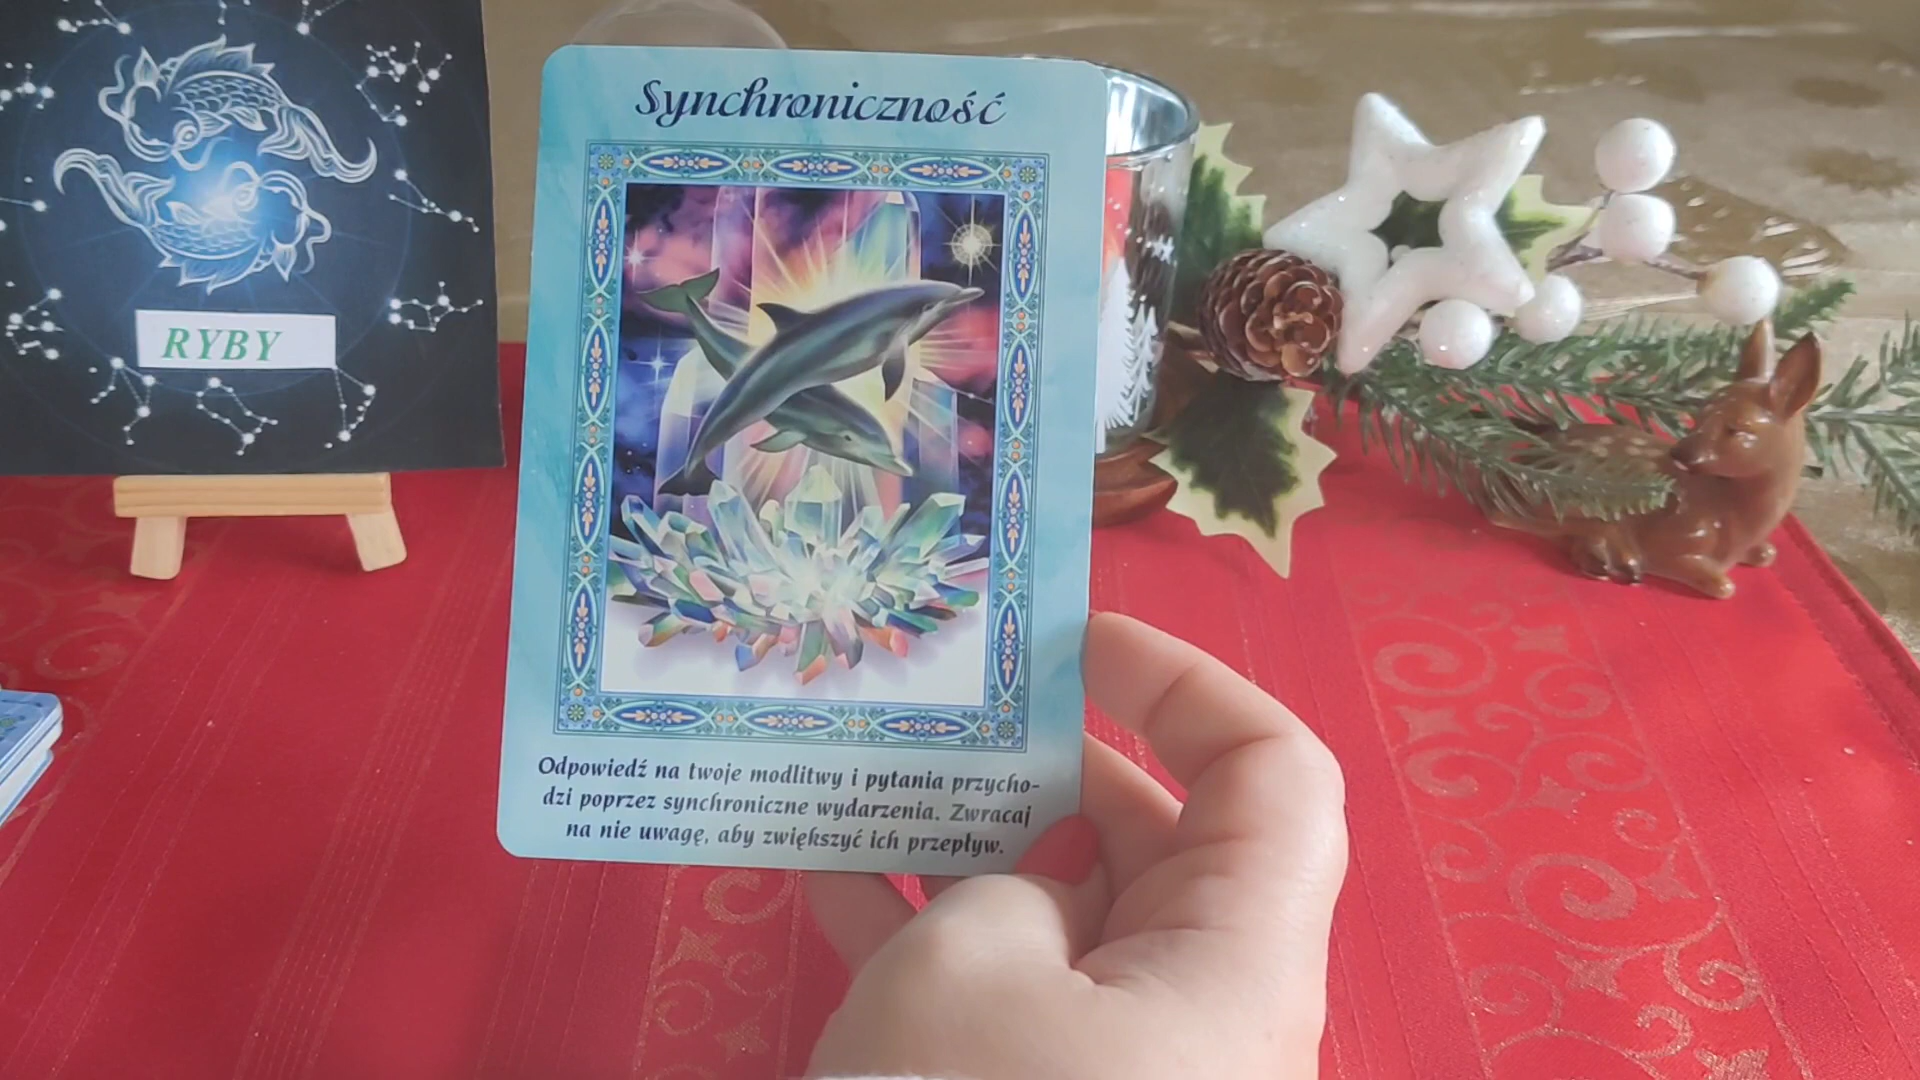 RYBY
Synchroniczność
Odpowiedź na twoje modlitwy i pytania przycho-
dzi poprzez synchroniczne wydarzenia. Zwracaj
na nie uwagę, aby zwiększyć ich przepływ.